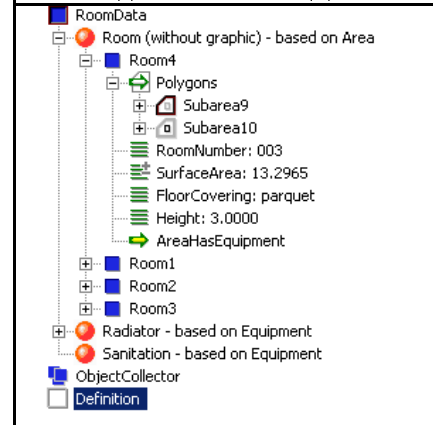 RoomData
Room (without graphic) - based on Area
Room4
Polygons
Subarea9
Subarea10
RoomNumber: 003
SurfaceArea: 13.2965
FloorCovering: parquet
Height: 3.0000
AreaHasEquipment
Room1
Room2
Room3
Radiator - based on Equipment
Sanitation - based on Equipment
ObjectCollector
Definition